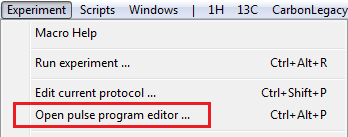 Experiment Scripts Windows | 1H 13C CarbonLegacy
Macro Help
Run experiment ... Ctrl+Alt+R
Edit current protocol ... Ctrl+Shift+P
Open pulse program editor ... Ctrl+Alt+P